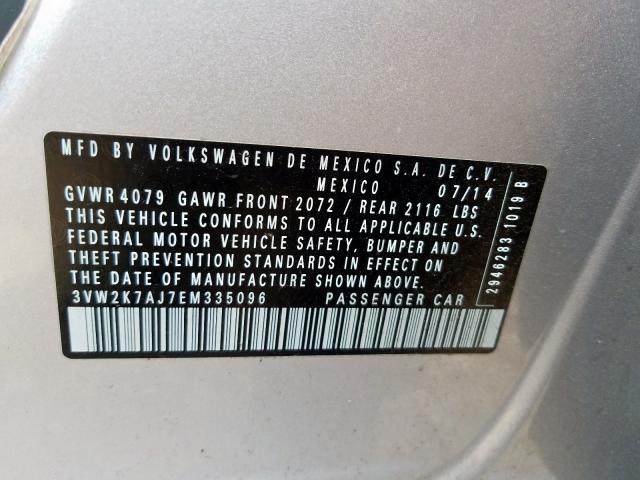 MFD BY VOLKSWAGEN DE MEXICO S.A. DE C.V.
MEXICO 07/14
GVWR 4079 GAWR FRONT 2072 / REAR 2116 LBS
THIS VEHICLE CONFORMS TO ALL APPLICABLE U.S.
FEDERAL MOTOR VEHICLE SAFETY, BUMPER AND
THEFT PREVENTION STANDARDS IN EFFECT ON
THE DATE OF MANUFACTURE SHOWN ABOVE.
3VW2K7AJ7EM335096 PASSENGER CAR
2946283 1019 B